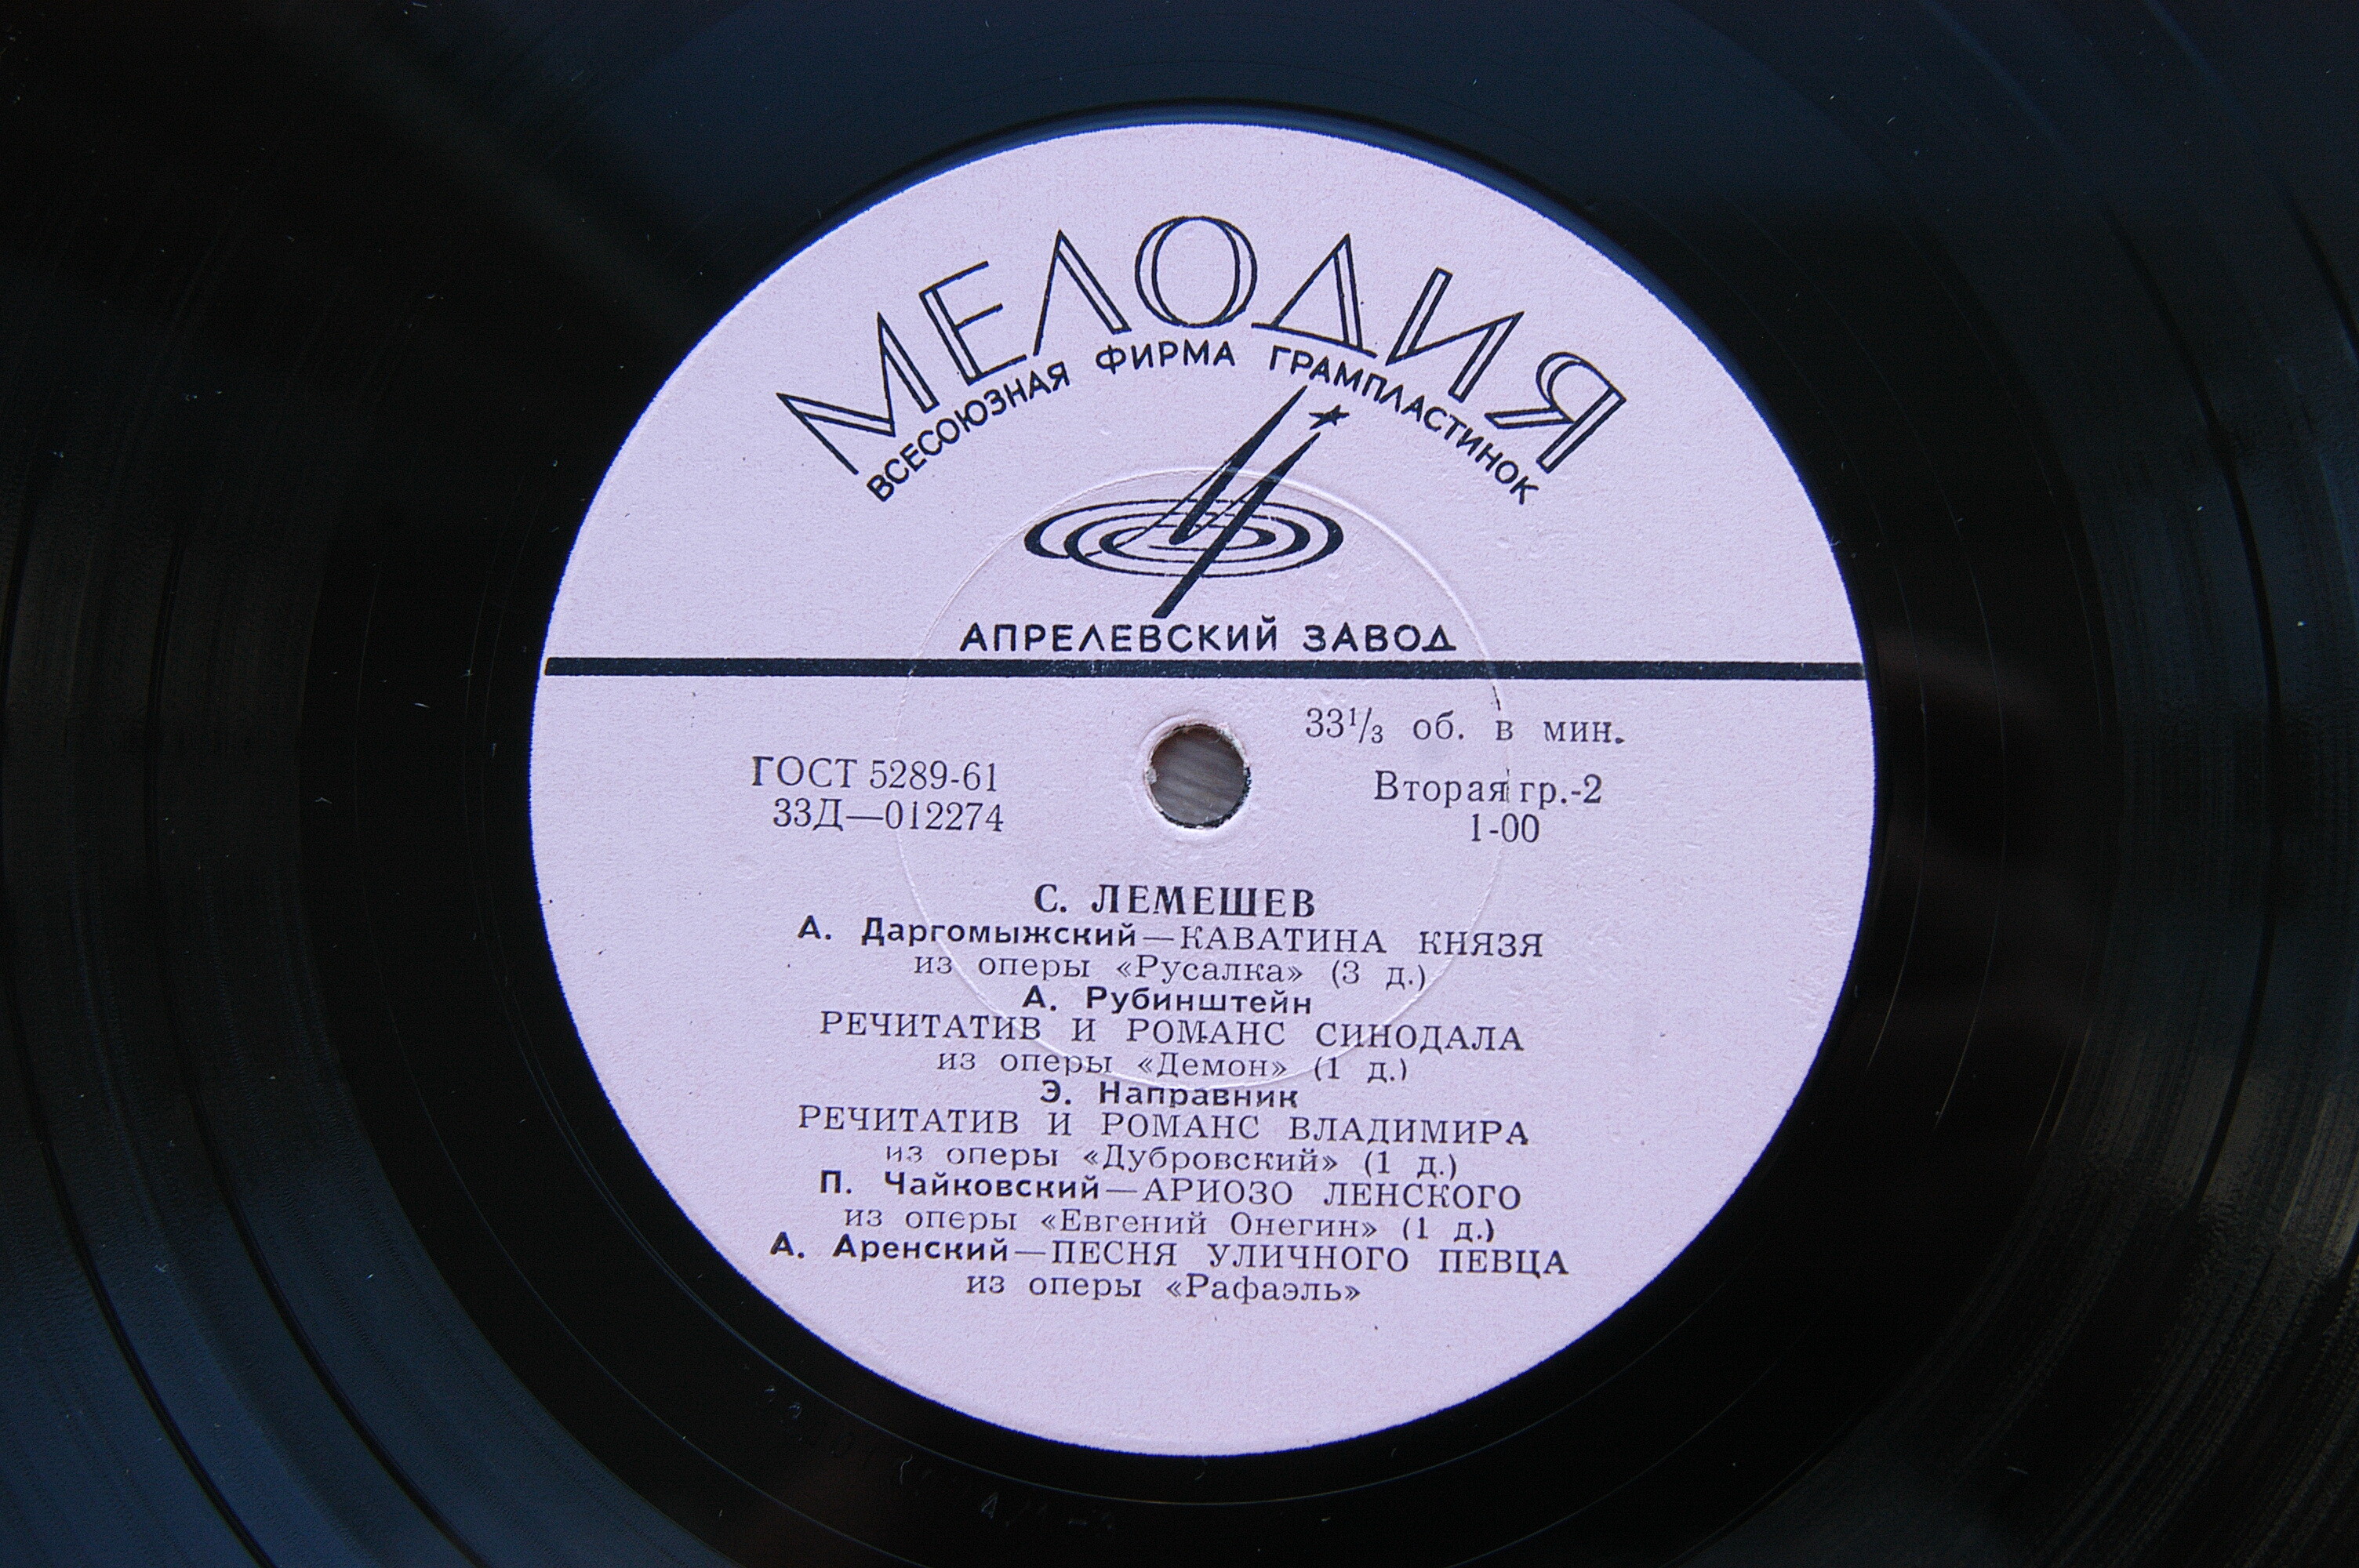 МЕЛОДИЯ
ВСЕСОЮЗНАЯ ФИРМА ГРАМПЛАСТИНОК
АПРЕЛЕВСКИЙ ЗАВОД
33⅓ об. в мин.
ГОСТ 5289-61
Вторая гр.-2
33Д—012274
1-00
С. ЛЕМЕШЕВ
А. Даргомыжский—КАВАТИНА КНЯЗЯ
из оперы «Русалка» (3 д.)
А. Рубинштейн
РЕЧИТАТИВ И РОМАНС СИНОДАЛА
из оперы «Демон» (1 д.)
Э. Направник
РЕЧИТАТИВ И РОМАНС ВЛАДИМИРА
из оперы «Дубровский» (1 д.)
П. Чайковский—АРИОЗО ЛЕНСКОГО
из оперы «Евгений Онегин» (1 д.)
А. Аренский—ПЕСНЯ УЛИЧНОГО ПЕВЦА
из оперы «Рафаэль»